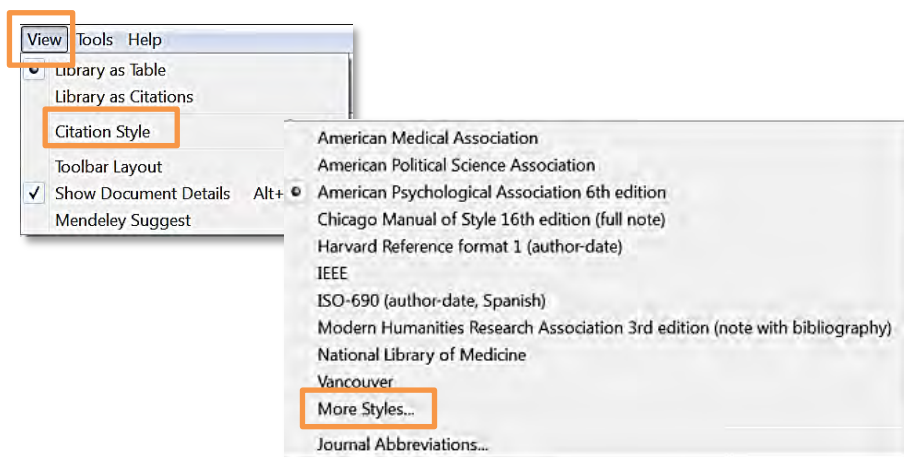 View Tools Help
Library as Table
Library as Citations
Citation Style
Toolbar Layout
Show Document Details Alt+
Mendeley Suggest
American Medical Association
American Political Science Association
American Psychological Association 6th edition
Chicago Manual of Style 16th edition (full note)
Harvard Reference format 1 (author-date)
IEEE
ISO-690 (author-date, Spanish)
Modern Humanities Research Association 3rd edition (note with bibliography)
National Library of Medicine
Vancouver
More Styles...
Journal Abbreviations...